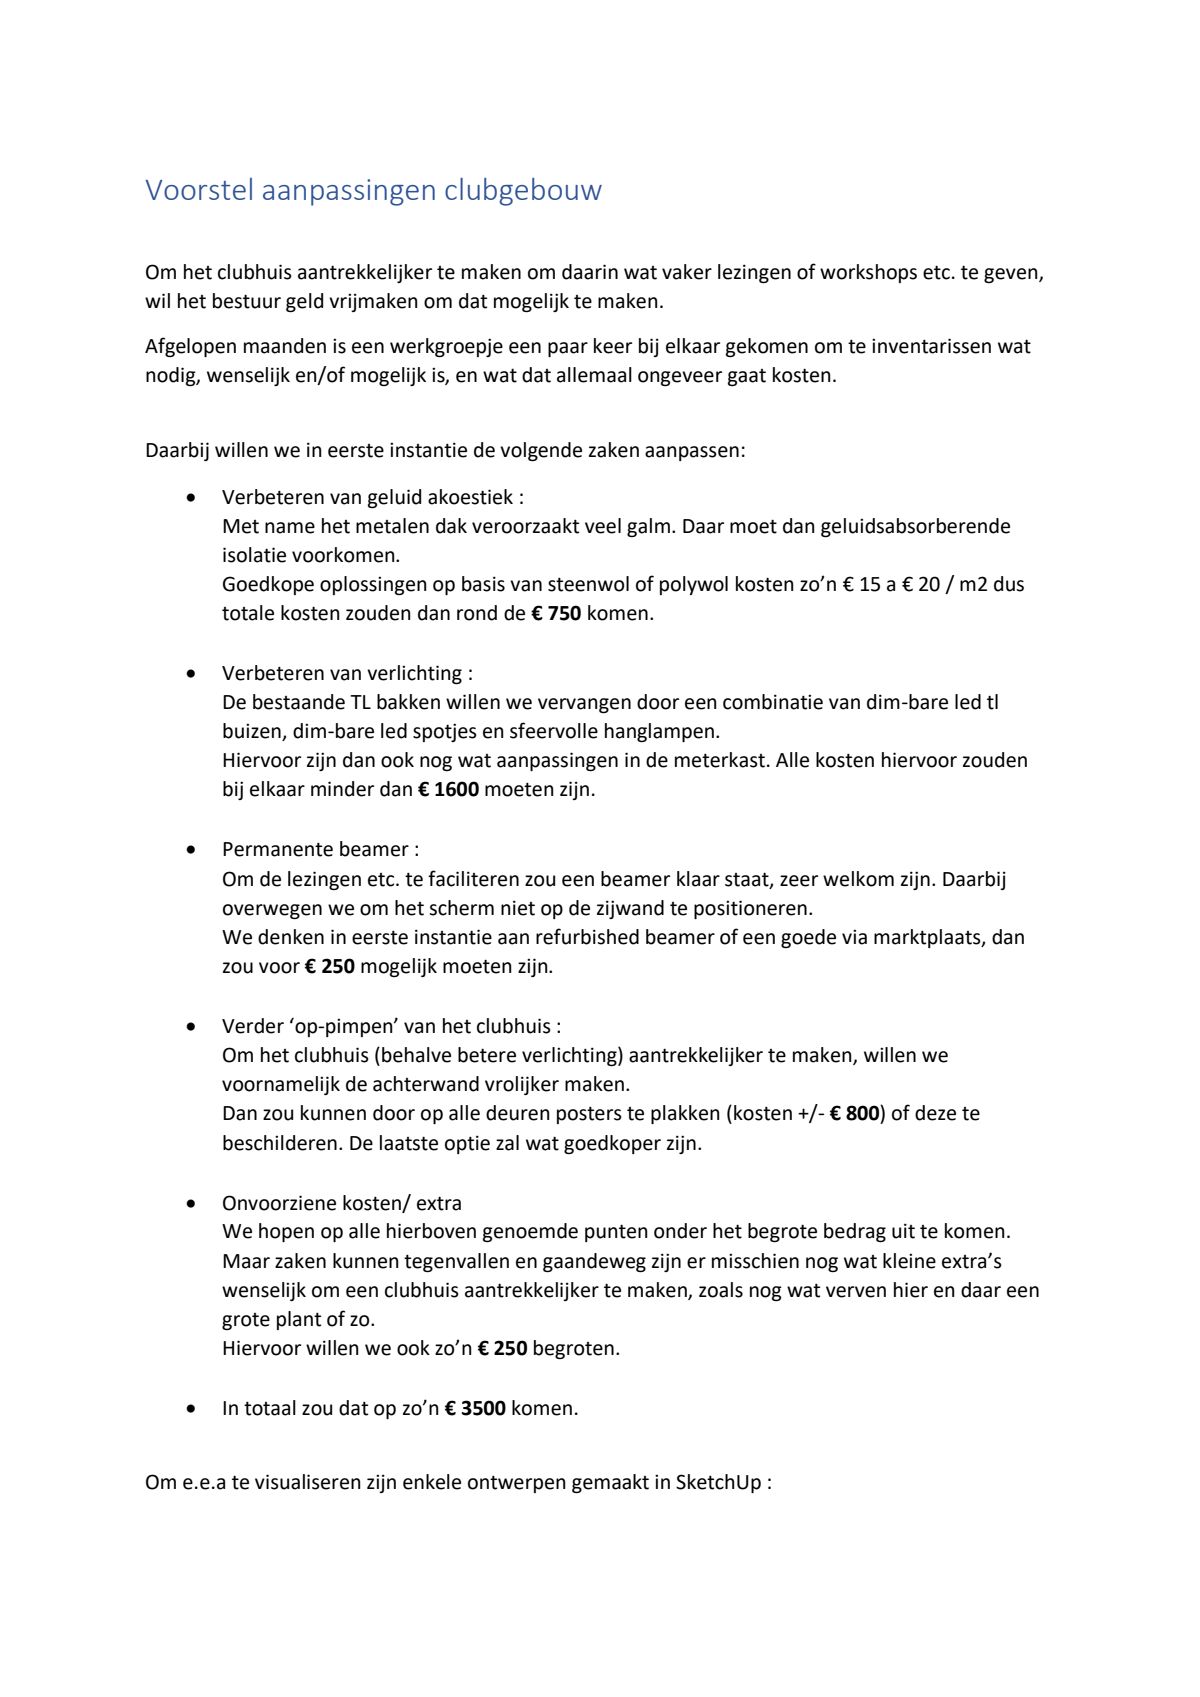 Voorstel aanpassingen clubgebouw
Om het clubhuis aantrekkelijker te maken om daarin wat vaker lezingen of workshops etc. te geven,
wil het bestuur geld vrijmaken om dat mogelijk te maken.
Afgelopen maanden is een werkgroepje een paar keer bij elkaar gekomen om te inventarissen wat
nodig, wenselijk en/of mogelijk is, en wat dat allemaal ongeveer gaat kosten.
Daarbij willen we in eerste instantie de volgende zaken aanpassen:
• Verbeteren van geluid akoestiek :
Met name het metalen dak veroorzaakt veel galm. Daar moet dan geluidsabsorberende
isolatie voorkomen.
Goedkope oplossingen op basis van steenwol of polywol kosten zo’n € 15 a € 20 / m2 dus
totale kosten zouden dan rond de € 750 komen.
• Verbeteren van verlichting :
De bestaande TL bakken willen we vervangen door een combinatie van dim-bare led tl
buizen, dim-bare led spotjes en sfeervolle hanglampen.
Hiervoor zijn dan ook nog wat aanpassingen in de meterkast. Alle kosten hiervoor zouden
bij elkaar minder dan € 1600 moeten zijn.
• Permanente beamer :
Om de lezingen etc. te faciliteren zou een beamer klaar staat, zeer welkom zijn. Daarbij
overwegen we om het scherm niet op de zijwand te positioneren.
We denken in eerste instantie aan refurbished beamer of een goede via marktplaats, dan
zou voor € 250 mogelijk moeten zijn.
• Verder ‘op-pimpen’ van het clubhuis :
Om het clubhuis (behalve betere verlichting) aantrekkelijker te maken, willen we
voornamelijk de achterwand vrolijker maken.
Dan zou kunnen door op alle deuren posters te plakken (kosten +/- € 800) of deze te
beschilderen. De laatste optie zal wat goedkoper zijn.
• Onvoorziene kosten/ extra
We hopen op alle hierboven genoemde punten onder het begrote bedrag uit te komen.
Maar zaken kunnen tegenvallen en gaandeweg zijn er misschien nog wat kleine extra’s
wenselijk om een clubhuis aantrekkelijker te maken, zoals nog wat verven hier en daar een
grote plant of zo.
Hiervoor willen we ook zo’n € 250 begroten.
• In totaal zou dat op zo’n € 3500 komen.
Om e.e.a te visualiseren zijn enkele ontwerpen gemaakt in SketchUp :